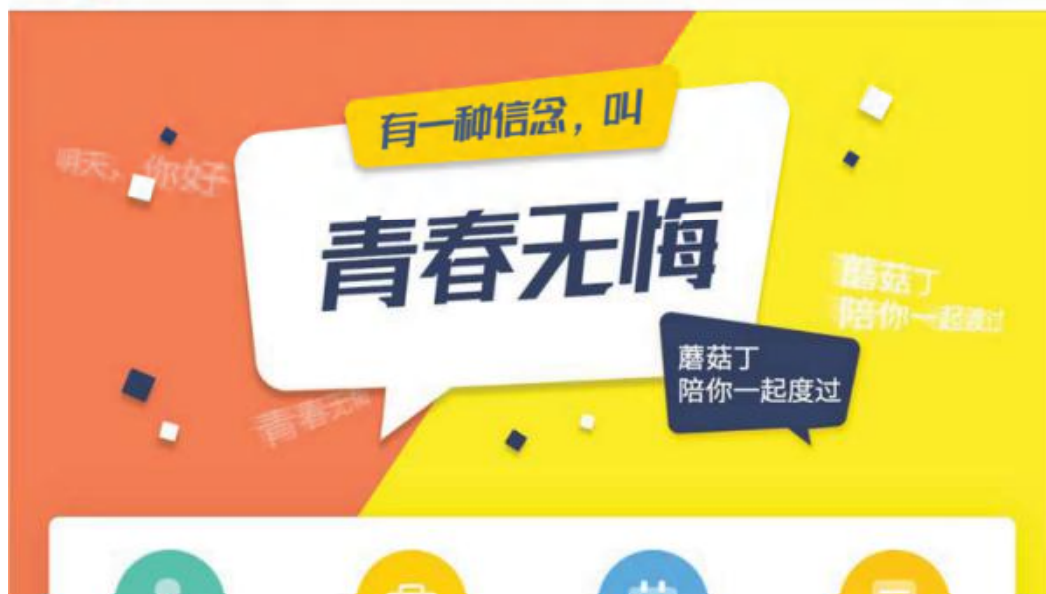 有一种信念，叫
明天，你好
青春无悔
蘑菇丁
陪你一起渡过
蘑菇丁
陪你一起度过
青春无悔